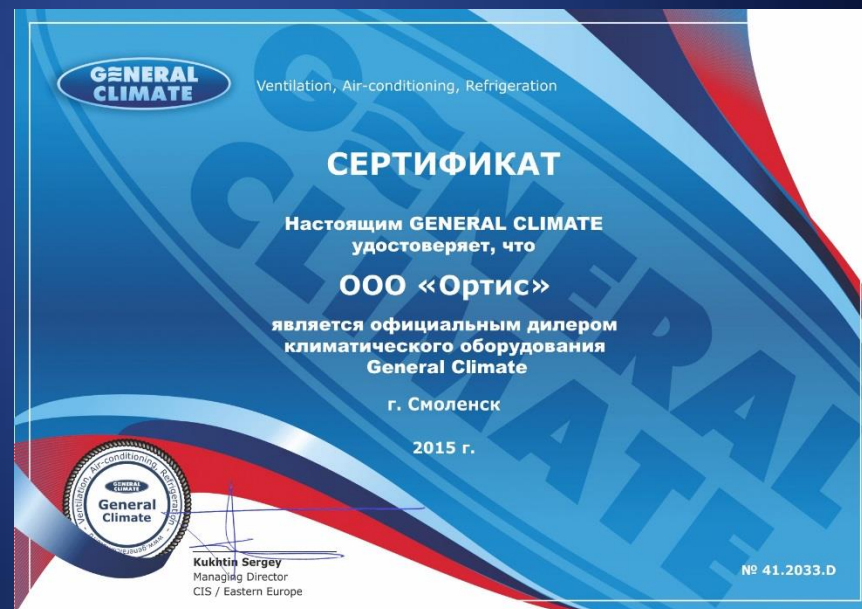 GENERAL
CLIMATE
Ventilation, Air-conditioning, Refrigeration
СЕРТИФИКАТ
Настоящим GENERAL CLIMATE
удостоверяет, что
ООО «Ортис»
является официальным дилером
климатического оборудования
General Climate
г. Смоленск
2015 г.
GENERAL
CLIMATE
Ventilation, Air-conditioning, Refrigeration
GENERAL
CLIMATE
General
Climate
Kukhtin Sergey
Managing Director
CIS / Eastern Europe
№ 41.2033.D